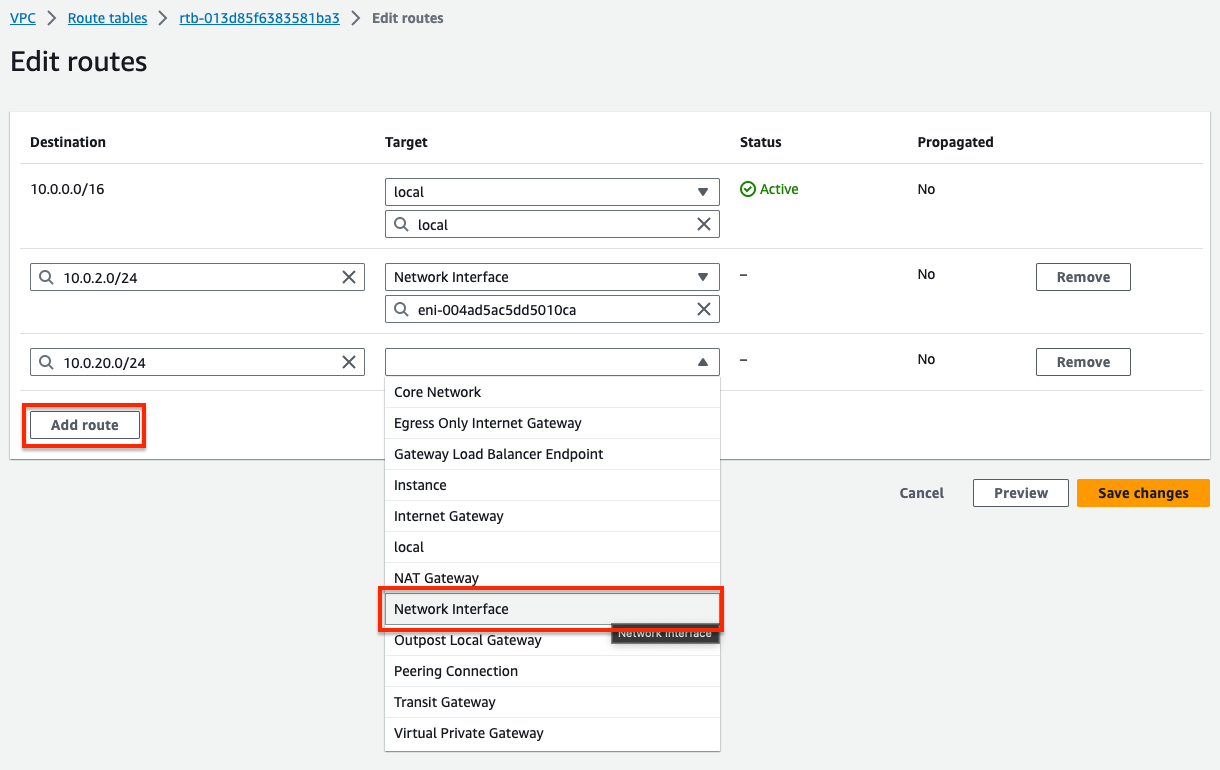 VPC > Route tables > rtb-013d85f6383581ba3 > Edit routes
Edit routes
Destination Target Status Propagated
10.0.0.0/16 local Active No
local
10.0.2.0/24 Network Interface – No Remove
eni-004ad5ac5dd5010ca
10.0.20.0/24 – No Remove
Core Network
Egress Only Internet Gateway
Add route
Gateway Load Balancer Endpoint
Instance
Cancel Preview Save changes
Internet Gateway
local
NAT Gateway
Network Interface
Network Interface
Outpost Local Gateway
Peering Connection
Transit Gateway
Virtual Private Gateway